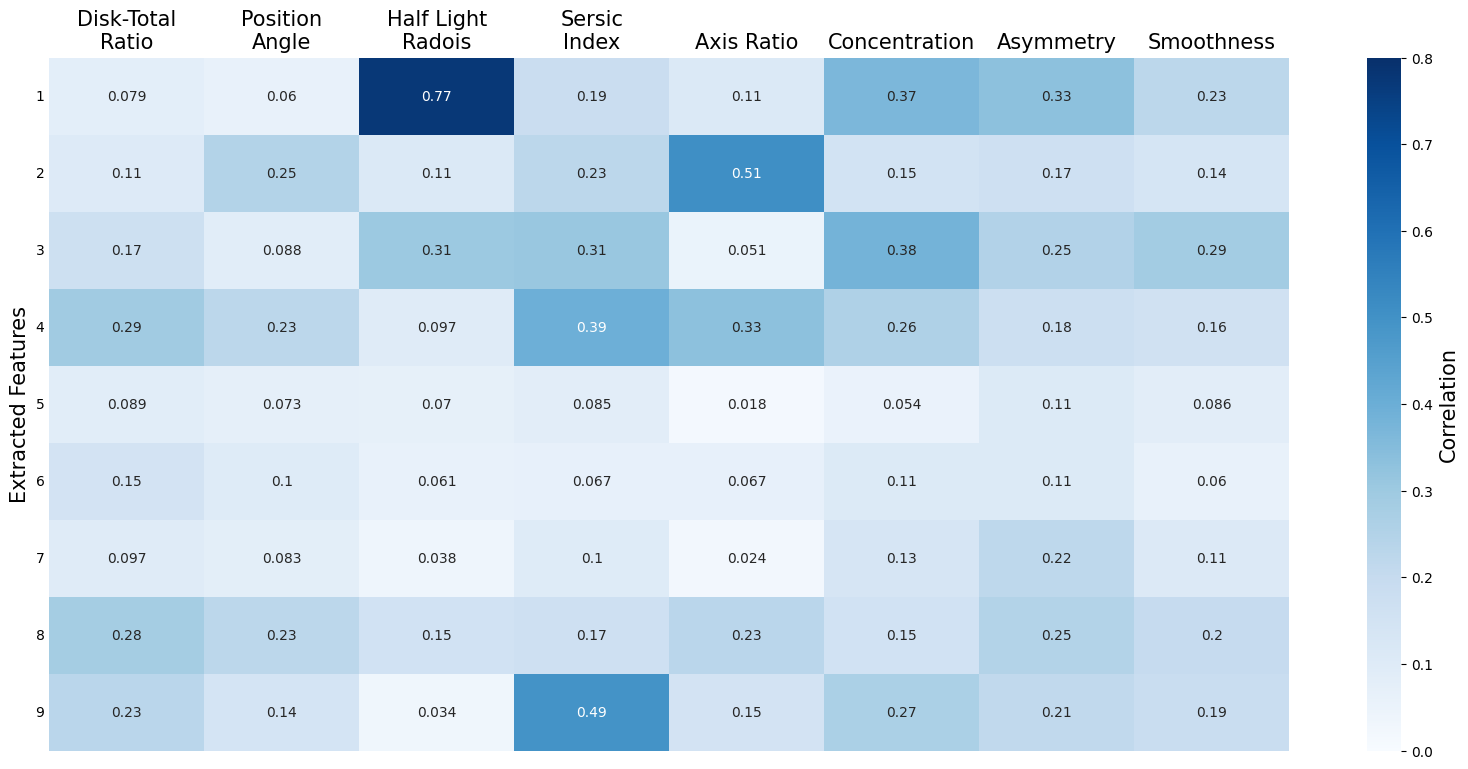 Disk-Total
Ratio
Position
Angle
Half Light
Radois
Sersic
Index
Axis Ratio
Concentration
Asymmetry
Smoothness
Extracted Features
1 0.079 0.06 0.77 0.19 0.11 0.37 0.33 0.23
2 0.11 0.25 0.11 0.23 0.51 0.15 0.17 0.14
3 0.17 0.088 0.31 0.31 0.051 0.38 0.25 0.29
4 0.29 0.23 0.097 0.39 0.33 0.26 0.18 0.16
5 0.089 0.073 0.07 0.085 0.018 0.054 0.11 0.086
6 0.15 0.1 0.061 0.067 0.067 0.11 0.11 0.06
7 0.097 0.083 0.038 0.1 0.024 0.13 0.22 0.11
8 0.28 0.23 0.15 0.17 0.23 0.15 0.25 0.2
9 0.23 0.14 0.034 0.49 0.15 0.27 0.21 0.19
0.8
0.7
0.6
0.5
0.4
0.3
0.2
0.1
0.0
Correlation